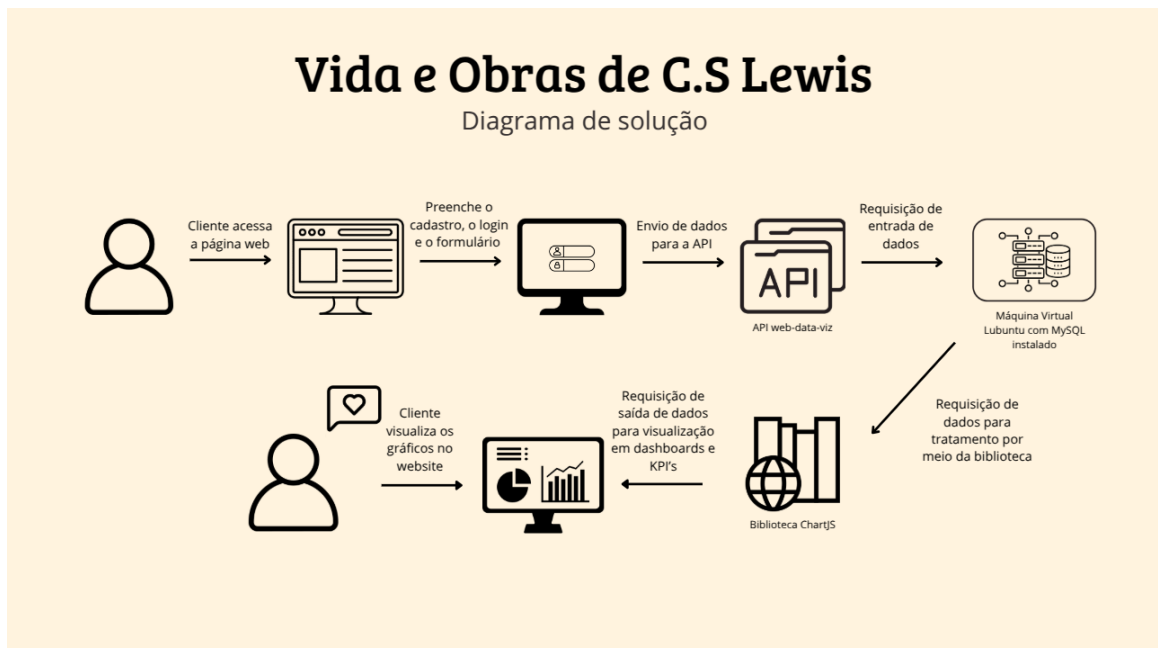 Vida e Obras de C.S Lewis
Diagrama de solução
Cliente acessa
a página web
Preenche o
cadastro, o login
e o formulário
Envio de dados
para a API
Requisição de
entrada de
dados
API
API web-data-viz
Máquina Virtual
Lubuntu com MySQL
instalado
Requisição de
dados para
tratamento por
meio da biblioteca
Biblioteca ChartJS
Requisição de
saída de dados
para visualização
em dashboards e
KPI's
Cliente
visualiza os
gráficos no
website